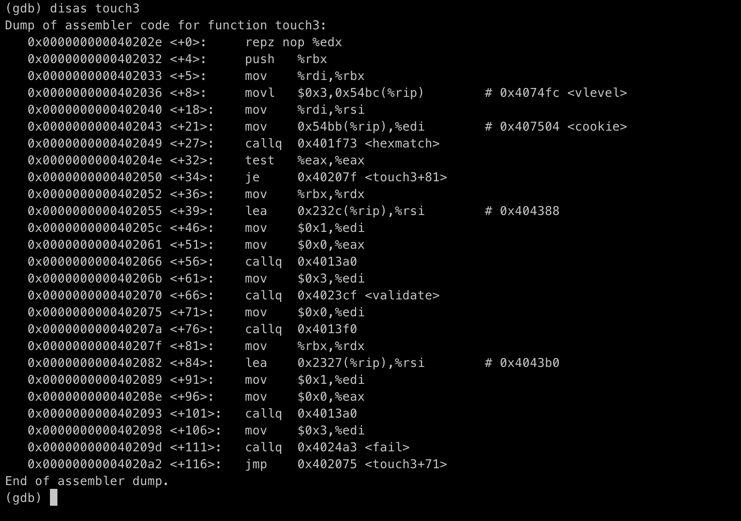 (gdb) disas touch3
Dump of assembler code for function touch3:
   0x000000000040202e <+0>:     repz nop %edx
   0x0000000000402032 <+4>:     push   %rbx
   0x0000000000402033 <+5>:     mov    %rdi,%rbx
   0x0000000000402036 <+8>:     movl   $0x3,0x54bc(%rip)        # 0x4074fc <vlevel>
   0x0000000000402040 <+18>:    mov    %rdi,%rsi
   0x0000000000402043 <+21>:    mov    0x54bb(%rip),%edi        # 0x407504 <cookie>
   0x0000000000402049 <+27>:    callq  0x401f73 <hexmatch>
   0x000000000040204e <+32>:    test   %eax,%eax
   0x0000000000402050 <+34>:    je     0x40207f <touch3+81>
   0x0000000000402052 <+36>:    mov    %rbx,%rdx
   0x0000000000402055 <+39>:    lea    0x232c(%rip),%rsi        # 0x404388
   0x000000000040205c <+46>:    mov    $0x1,%edi
   0x0000000000402061 <+51>:    mov    $0x0,%eax
   0x0000000000402066 <+56>:    callq  0x4013a0
   0x000000000040206b <+61>:    mov    $0x3,%edi
   0x0000000000402070 <+66>:    callq  0x4023cf <validate>
   0x0000000000402075 <+71>:    mov    $0x0,%edi
   0x000000000040207a <+76>:    callq  0x4013f0
   0x000000000040207f <+81>:    mov    %rbx,%rdx
   0x0000000000402082 <+84>:    lea    0x2327(%rip),%rsi        # 0x4043b0
   0x0000000000402089 <+91>:    mov    $0x1,%edi
   0x000000000040208e <+96>:    mov    $0x0,%eax
   0x0000000000402093 <+101>:   callq  0x4013a0
   0x0000000000402098 <+106>:   mov    $0x3,%edi
   0x000000000040209d <+111>:   callq  0x4024a3 <fail>
   0x00000000004020a2 <+116>:   jmp    0x402075 <touch3+71>
End of assembler dump.
(gdb)